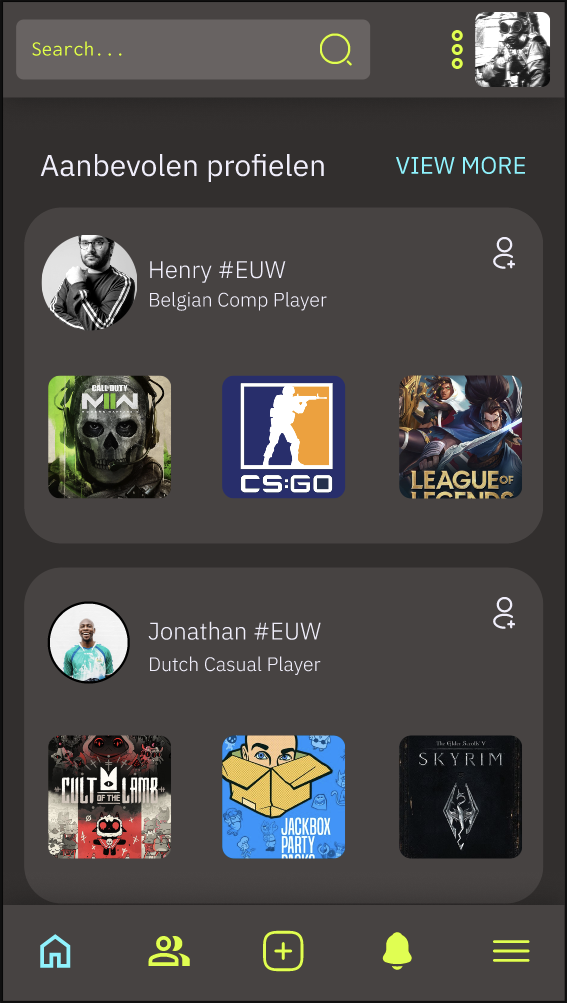 Search...
Aanbevolen profielen
VIEW MORE
Henry #EUW
Belgian Comp Player
CALL OF DUTY
MWII
CS:GO
LEAGUE OF
LEGENDS
Jonathan #EUW
Dutch Casual Player
CULT OF THE LAMB
JACKBOX
PARTY
PACKS
The Elder Scrolls V
SKYRIM